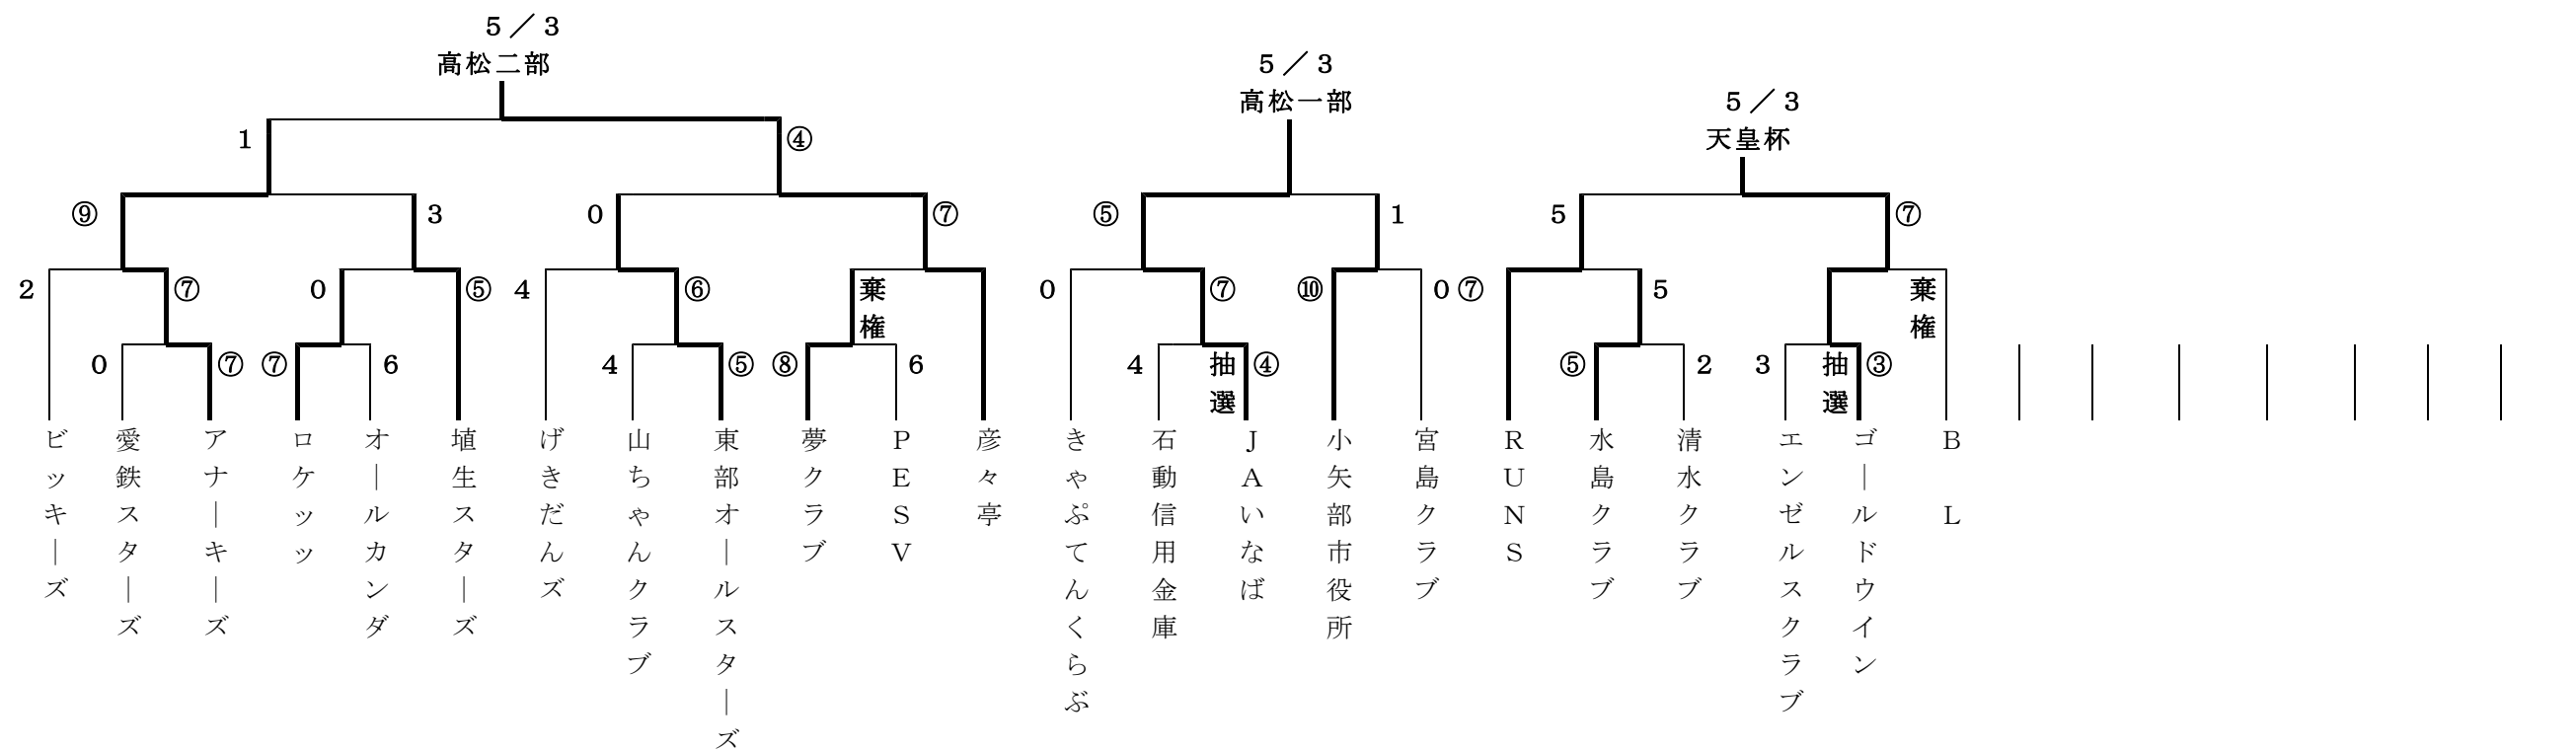 ５／３
高松二部
５／３
高松一部
５／３
天皇杯
1
④
⑨
3
0
⑦
⑤
1
5
⑦
2
⑦
0
⑤
4
⑥
棄権
0
⑦
⑩
0
⑦
5
棄権
0
⑦
⑦
6
4
⑤
⑧
6
4
抽選
④
⑤
2
3
抽選
③
ビッキーズ
愛鉄スターズ
アナーキーズ
ロケッツ
オールカンダ
埴生スターズ
げきだんズ
山ちゃんクラブ
東部オールスターズ
夢クラブ
ＰＥＳＶ
彦々亭
きゃぷてんくらぶ
石動信用金庫
ＪＡいなば
小矢部市役所
宮島クラブ
ＲＵＮＳ
水島クラブ
清水クラブ
エンゼルスクラブ
ゴールドウイン
Ｂ　Ｌ